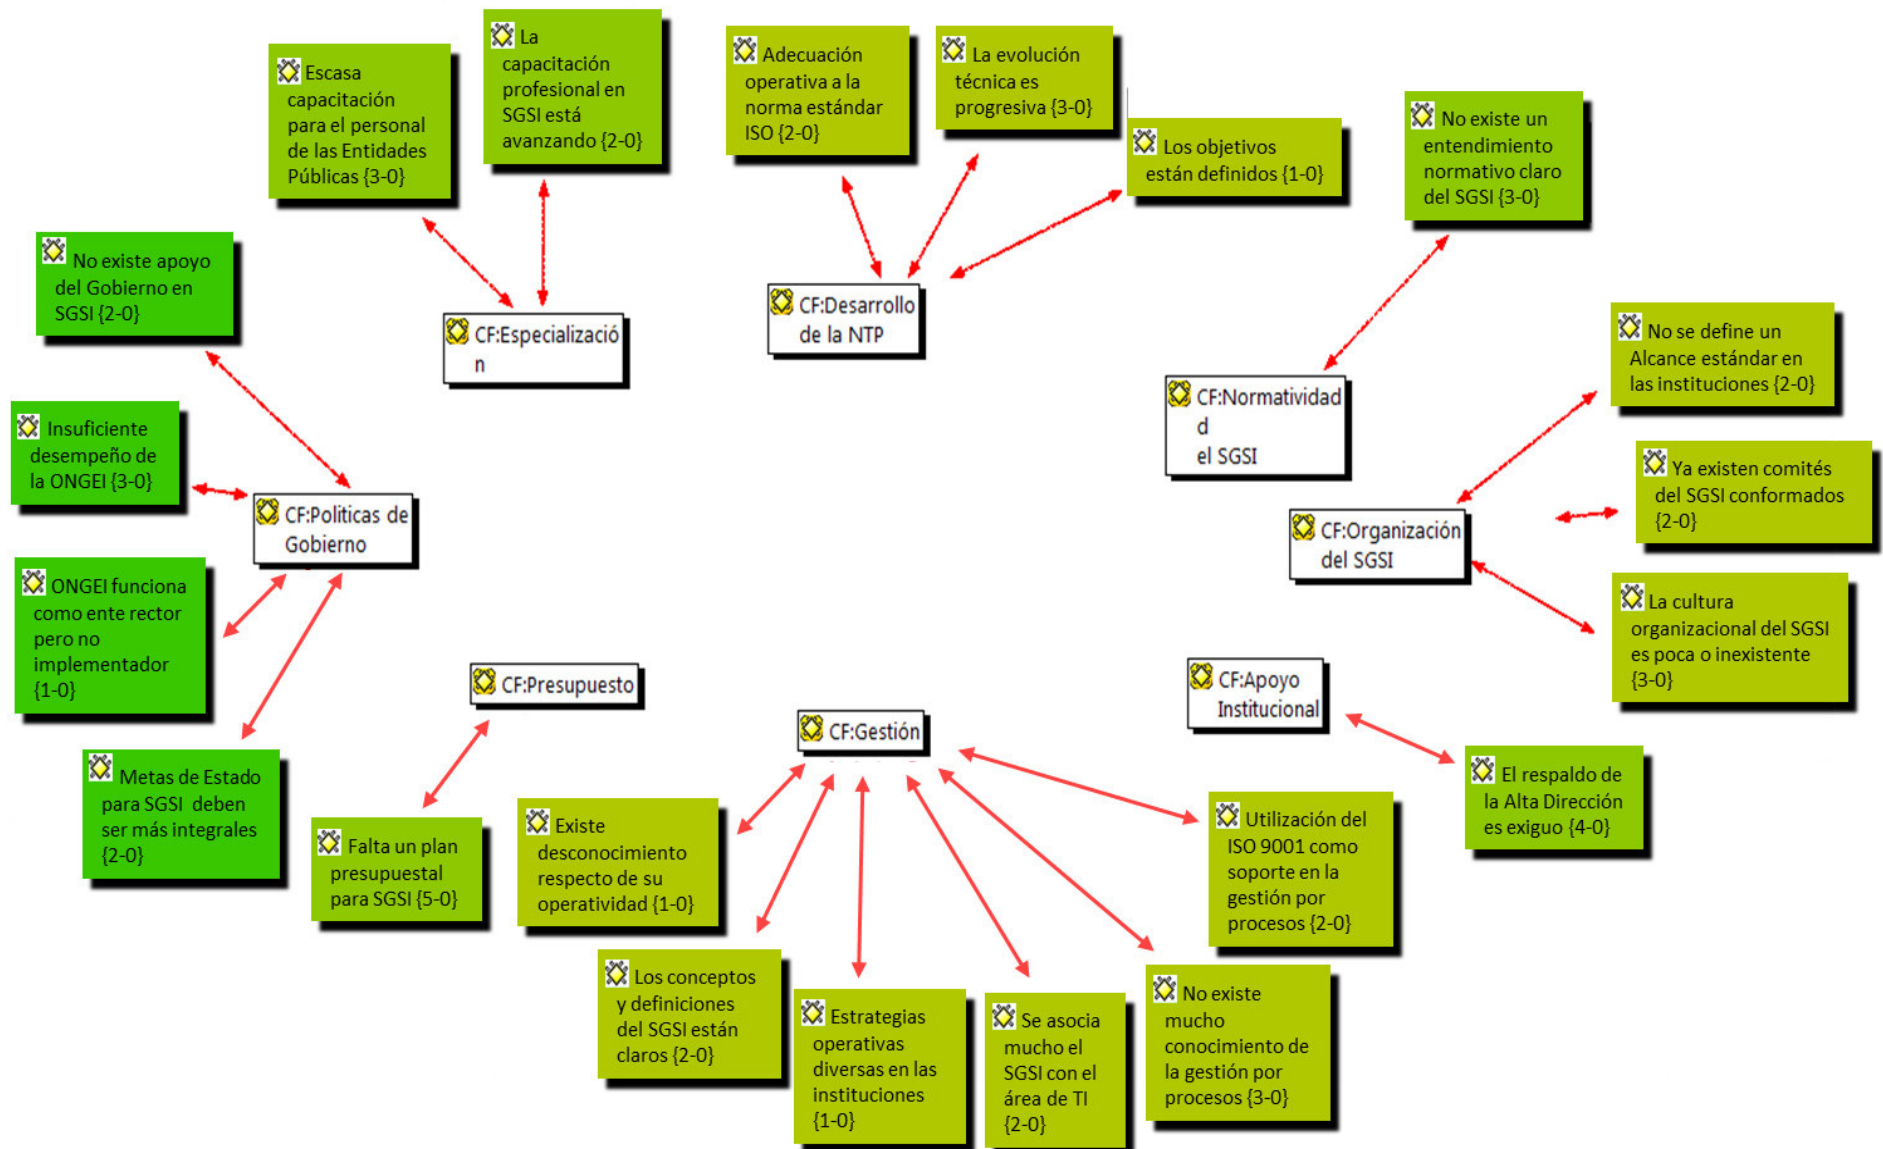 La
capacitación
profesional en
SGSI está
avanzando {2-0}
Escasa
capacitación
para el personal
de las Entidades
Públicas {3-0}
Adecuación
operativa a la
norma estándar
ISO {2-0}
La evolución
técnica es
progresiva {3-0}
Los objetivos
están definidos {1-0}
No existe un
entendimiento
normativo claro
del SGSI {3-0}
No existe apoyo
del Gobierno en
SGSI {2-0}
CF:Especializació
n
CF:Desarrollo
de la NTP
CF:Normatividad
d
el SGSI
No se define un
Alcance estándar en
las instituciones {2-0}
Insuficiente
desempeño de
la ONGEI {3-0}
CF:Politicas de
Gobierno
CF:Organización
del SGSI
Ya existen comités
del SGSI conformados
{2-0}
ONGEI funciona
como ente rector
pero no
implementador
{1-0}
La cultura
organizacional del SGSI
es poca o inexistente
{3-0}
CF:Presupuesto
CF:Gestión
CF:Apoyo
Institucional
Metas de Estado
para SGSI  deben
ser más integrales
{2-0}
Falta un plan
presupuestal
para SGSI {5-0}
Existe
desconocimiento
respecto de su
operatividad {1-0}
Utilización del
ISO 9001 como
soporte en la
gestión por
procesos {2-0}
El respaldo de
la Alta Dirección
es exiguo {4-0}
Los conceptos
y definiciones
del SGSI están
claros {2-0}
Estrategias
operativas
diversas en las
instituciones
{1-0}
Se asocia
mucho el
SGSI con el
área de TI
{2-0}
No existe
mucho
conocimiento de
la gestión por
procesos {3-0}